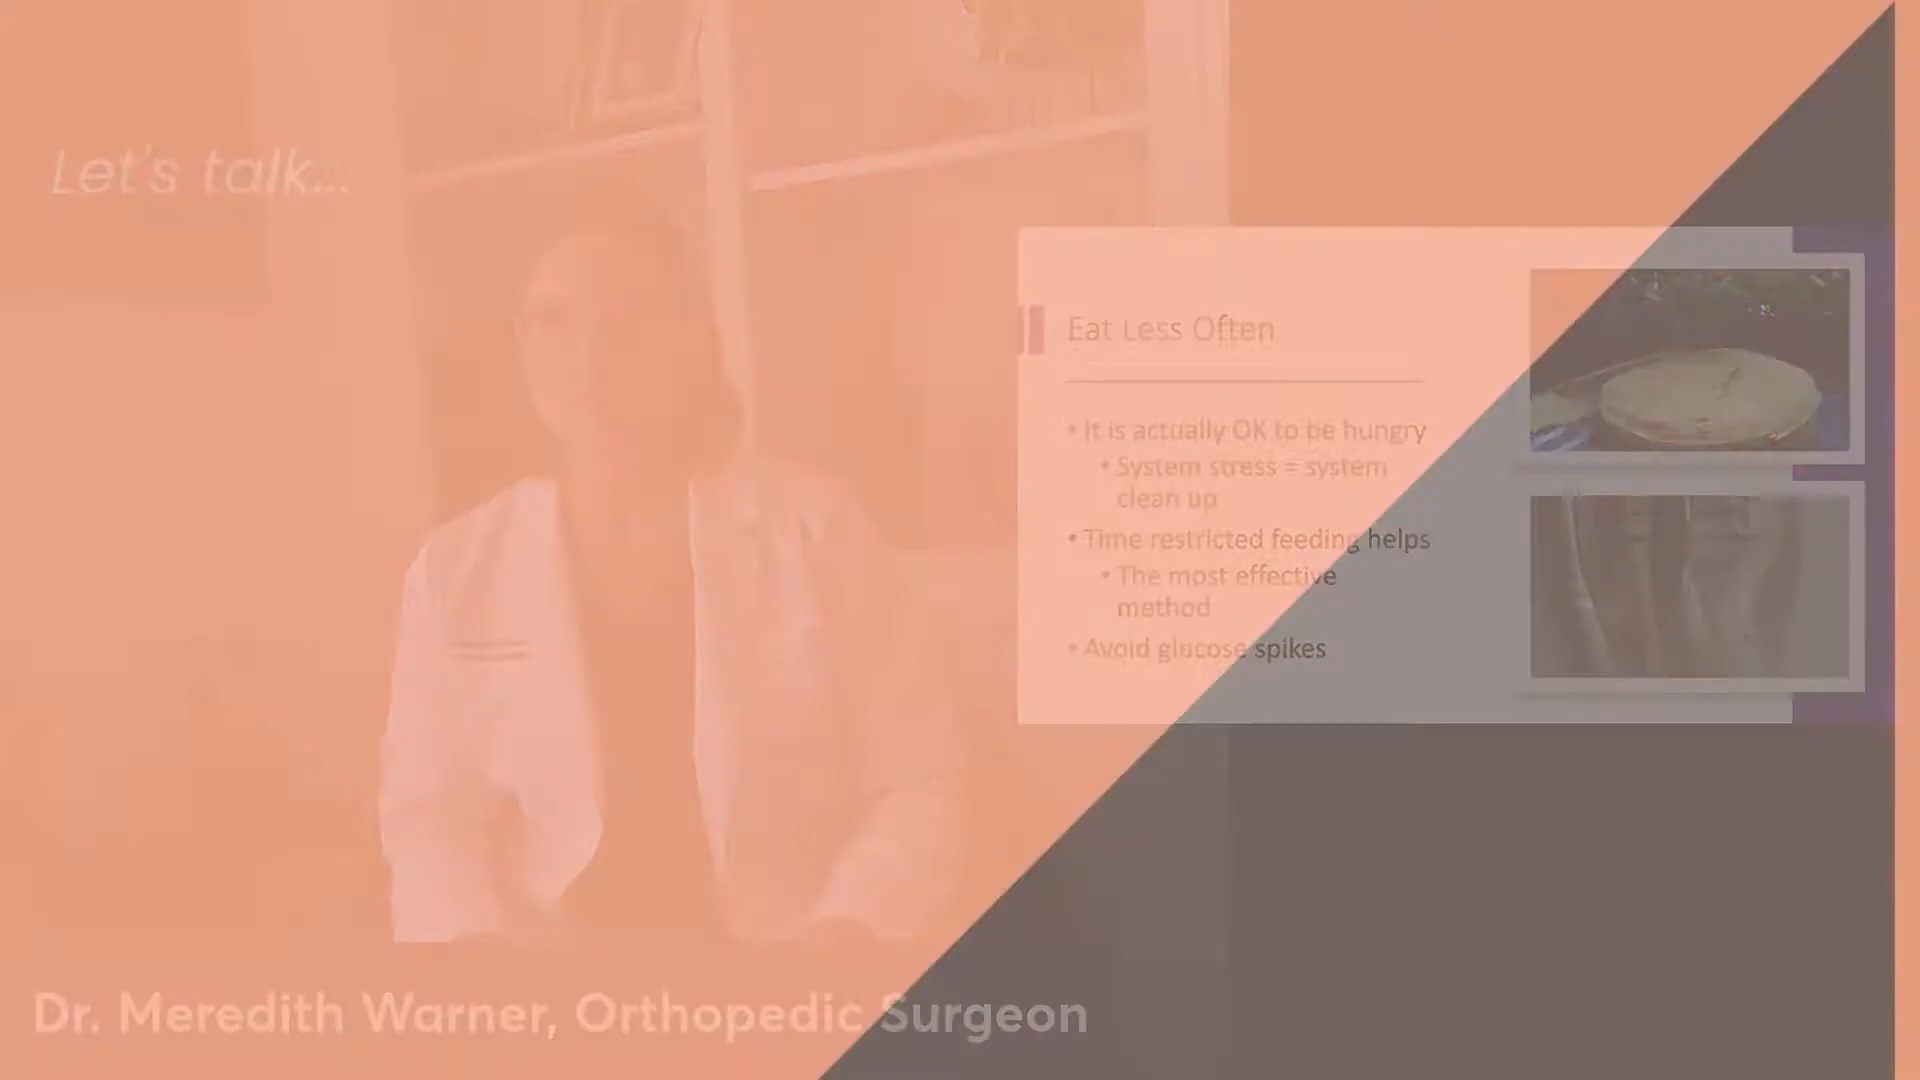 Let's talk...
Eat Less Often
• It is actually OK to be hungry
• System stress = system
clean up
• Time restricted feeding helps
• The most effective
method
• Avoid glucose spikes
Dr. Meredith Warner, Orthopedic Surgeon